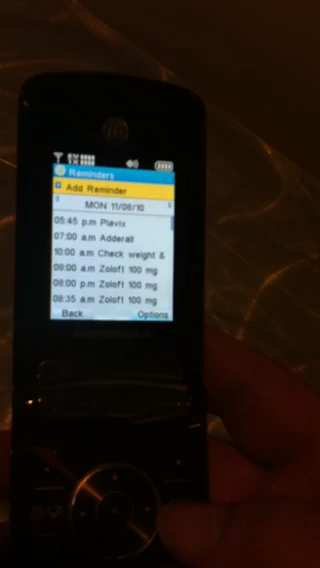 Reminders
Add Reminder
MON 11/08/10
05:45 p.m Plavix
07:00 a.m Adderall
10:00 a.m Check weight &
08:00 a.m Zoloft 100 mg
08:00 p.m Zoloft 100 mg
08:35 a.m Zoloft 100 mg
Back Options